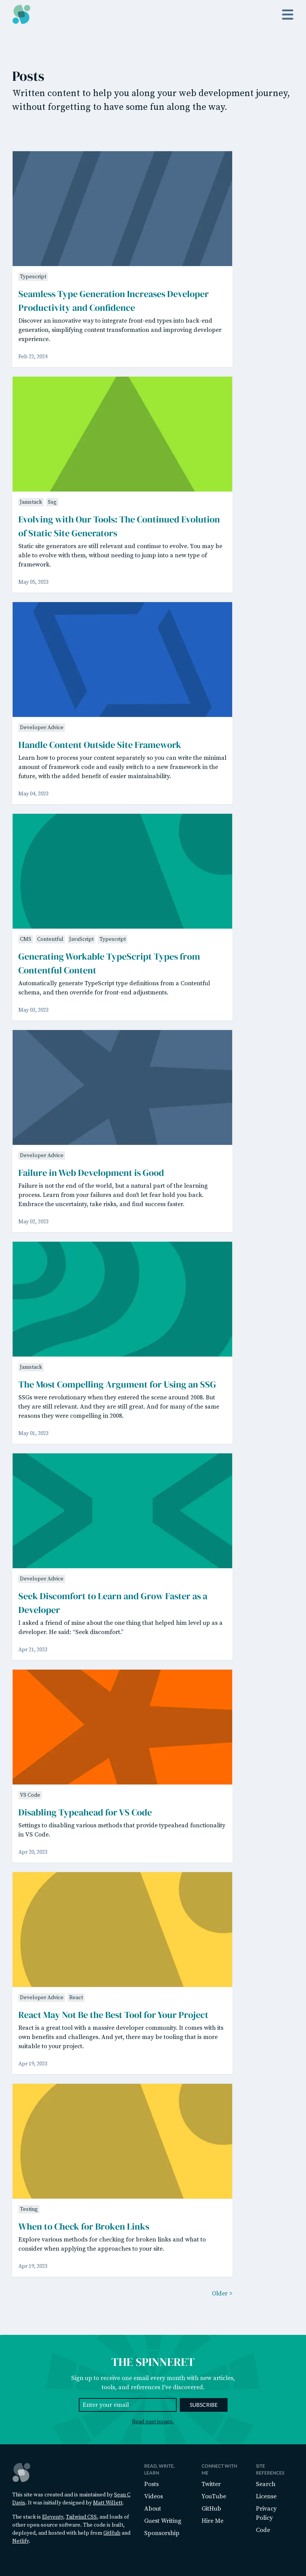 Posts
Written content to help you along your web development journey,
without forgetting to have some fun along the way.
Typescript
Seamless Type Generation Increases Developer
Productivity and Confidence
Discover an innovative way to integrate front-end types into back-end
generation, simplifying content transformation and improving developer
experience.
Feb 22, 2024
Jamstack Ssg
Evolving with Our Tools: The Continued Evolution
of Static Site Generators
Static site generators are still relevant and continue to evolve. You may be
able to evolve with them, without needing to jump into a new type of
framework.
May 05, 2023
Developer Advice
Handle Content Outside Site Framework
Learn how to process your content separately so you can write the minimal
amount of framework code and easily switch to a new framework in the
future, with the added benefit of easier maintainability.
May 04, 2023
CMS Contentful JavaScript Typescript
Generating Workable TypeScript Types from
Contentful Content
Automatically generate TypeScript type definitions from a Contentful
schema, and then override for front-end adjustments.
May 03, 2023
Developer Advice
Failure in Web Development is Good
Failure is not the end of the world, but a natural part of the learning
process. Learn from your failures and don't let fear hold you back.
Embrace the uncertainty, take risks, and find success faster.
May 02, 2023
Jamstack
The Most Compelling Argument for Using an SSG
SSGs were revolutionary when they entered the scene around 2008. But
they are still relevant. And they are still great. And for many of the same
reasons they were compelling in 2008.
May 01, 2023
Developer Advice
Seek Discomfort to Learn and Grow Faster as a
Developer
I asked a friend of mine about the one thing that helped him level up as a
developer. He said: “Seek discomfort.”
Apr 21, 2023
VS Code
Disabling Typeahead for VS Code
Settings to disabling various methods that provide typeahead functionality
in VS Code.
Apr 20, 2023
Developer Advice React
React May Not Be the Best Tool for Your Project
React is a great tool with a massive developer community. It comes with its
own benefits and challenges. And yet, there may be tooling that is more
suitable to your project.
Apr 19, 2023
Testing
When to Check for Broken Links
Explore various methods for checking for broken links and what to
consider when applying the approaches to your site.
Apr 19, 2023
Older >
THE SPINNERET
Sign up to receive one email every month with new articles,
tools, and references I've discovered.
Enter your email SUBSCRIBE
Read past issues.
This site was created and is maintained by Sean C
Davis. It was initially designed by Matt Willett.
The stack is Eleventy, Tailwind CSS, and loads of
other open source software. The code is built,
deployed, and hosted with help from GitHub and
Netlify.
READ, WRITE,
LEARN
Posts
Videos
About
Guest Writing
Sponsorship
CONNECT WITH
ME
Twitter
YouTube
GitHub
Hire Me
SITE
REFERENCES
Search
License
Privacy
Policy
Code